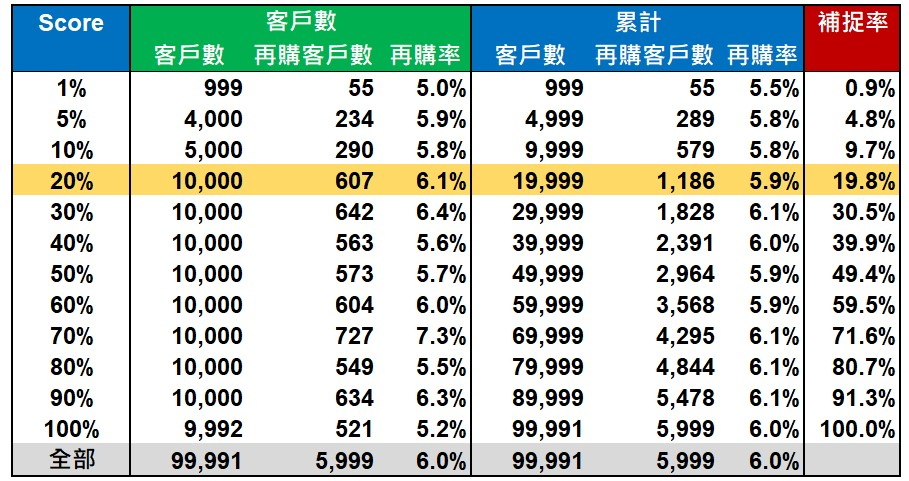 Score 客戶數 累計 補捉率
客戶數 再購客戶數 再購率 客戶數 再購客戶數 再購率
1% 999 55 5.0% 999 55 5.5% 0.9%
5% 4,000 234 5.9% 4,999 289 5.8% 4.8%
10% 5,000 290 5.8% 9,999 579 5.8% 9.7%
20% 10,000 607 6.1% 19,999 1,186 5.9% 19.8%
30% 10,000 642 6.4% 29,999 1,828 6.1% 30.5%
40% 10,000 563 5.6% 39,999 2,391 6.0% 39.9%
50% 10,000 573 5.7% 49,999 2,964 5.9% 49.4%
60% 10,000 604 6.0% 59,999 3,568 5.9% 59.5%
70% 10,000 727 7.3% 69,999 4,295 6.1% 71.6%
80% 10,000 549 5.5% 79,999 4,844 6.1% 80.7%
90% 10,000 634 6.3% 89,999 5,478 6.1% 91.3%
100% 9,992 521 5.2% 99,991 5,999 6.0% 100.0%
全部 99,991 5,999 6.0% 99,991 5,999 6.0%